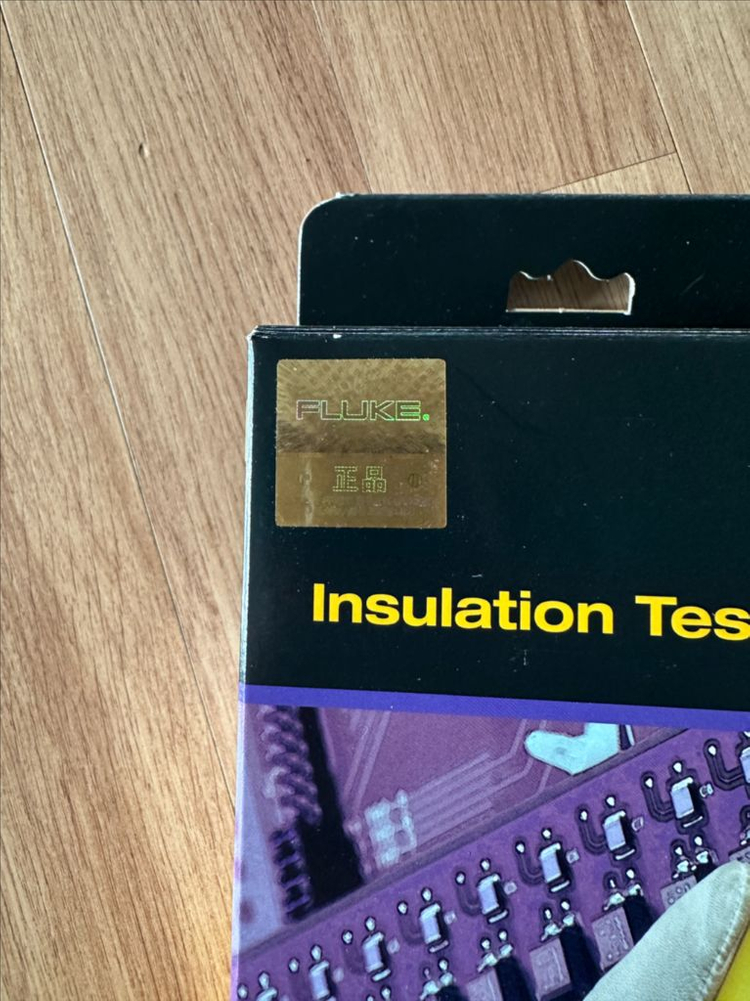 FLUKE.
正品
Insulation Tes